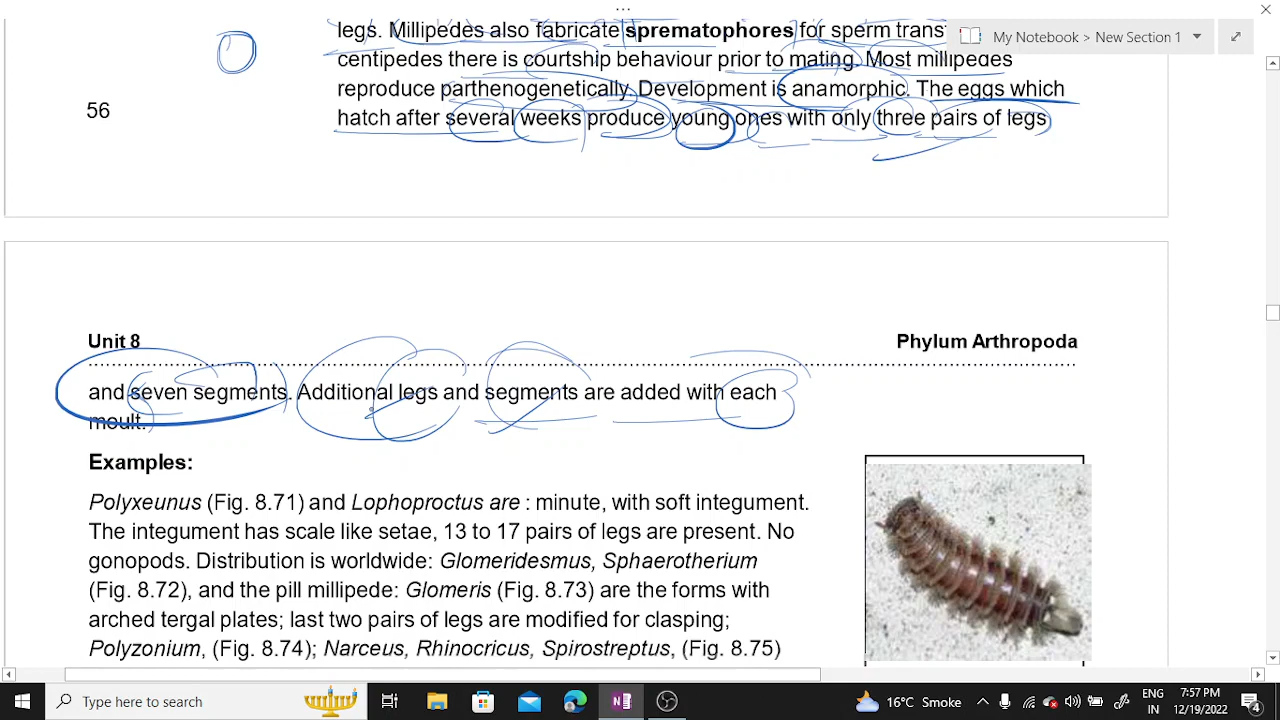 legs. Millipedes also fabricate sprematophores for sperm trans
My Notebook > New Section 1
centipedes there is courtship behaviour prior to mating. Most millipedes
reproduce parthenogenetically. Development is anamorphic. The eggs which
56
hatch after several weeks produce young ones with only three pairs of legs
Unit 8
Phylum Arthropoda
and seven segments. Additional legs and segments are added with each
moult.
Examples:
Polyxeunus (Fig. 8.71) and Lophoproctus are : minute, with soft integument.
The integument has scale like setae, 13 to 17 pairs of legs are present. No
gonopods. Distribution is worldwide: Glomeridesmus, Sphaerotherium
(Fig. 8.72), and the pill millipede: Glomeris (Fig. 8.73) are the forms with
arched tergal plates; last two pairs of legs are modified for clasping;
Polyzonium, (Fig. 8.74); Narceus, Rhinocricus, Spirostreptus, (Fig. 8.75)
Type here to search
16°C Smoke
ENG
IN
7:57 PM
12/19/2022
4